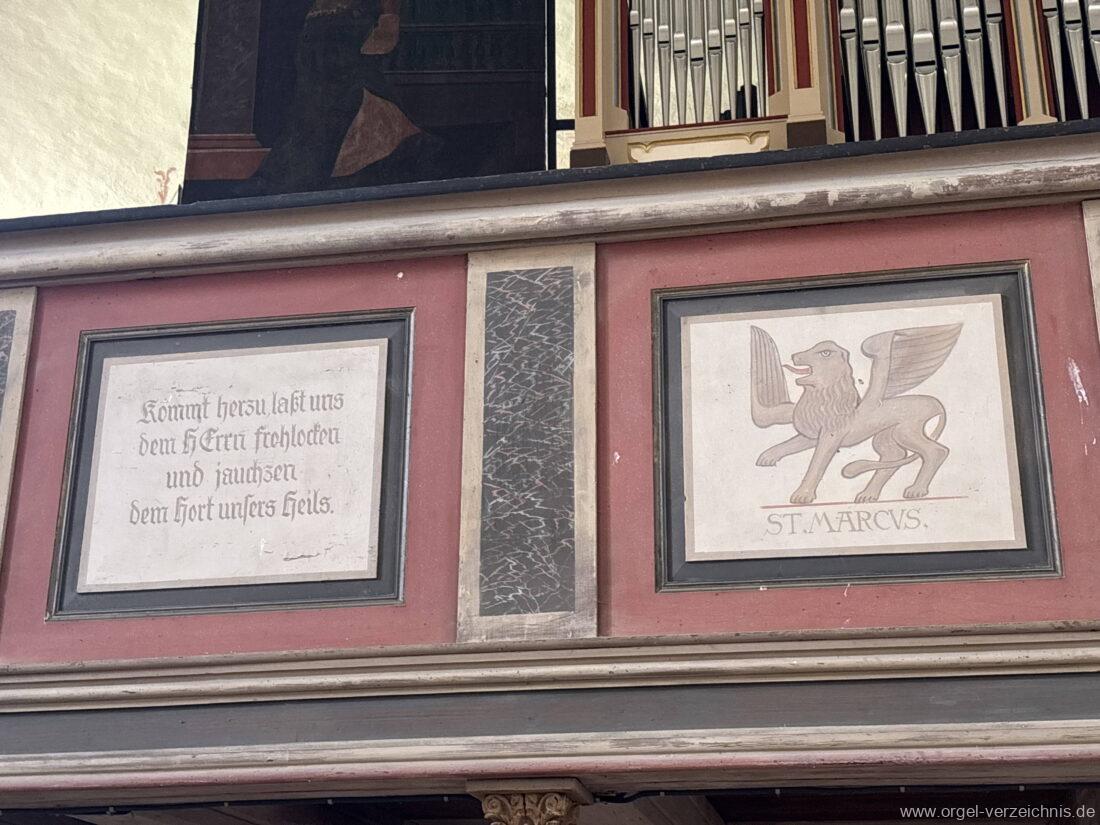 Kommt herzu, laßt uns
dem HErrn frohlocken
und jauchzen
dem Hort unsers Heils.
ST. MARCVS.
www.orgel-verzeichnis.de